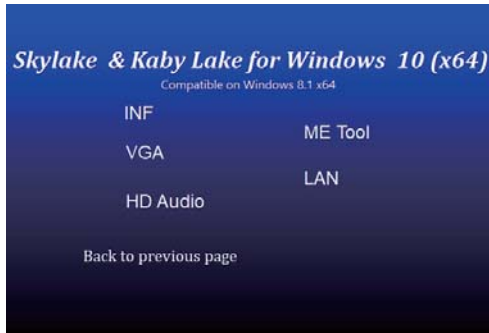 Skylake & Kaby Lake for Windows 10 (x64)
Compatible on Windows 8.1 x64
INF
ME Tool
VGA
LAN
HD Audio
Back to previous page